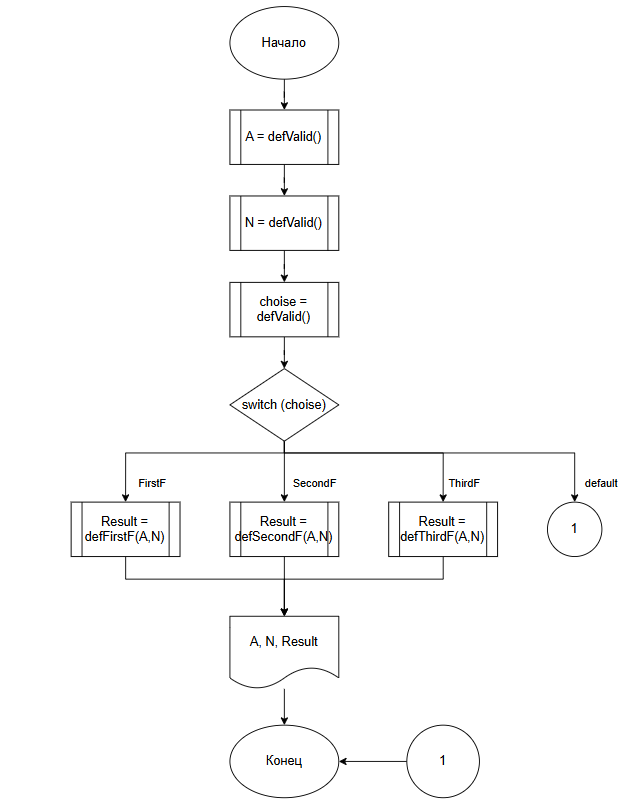 Начало
A = defValid()
N = defValid()
choise =
defValid()
switch (choise)
FirstF
SecondF
ThirdF
default
Result =
defFirstF(A,N)
Result =
defSecondF(A,N)
Result =
defThirdF(A,N)
1
A, N, Result
Конец
1